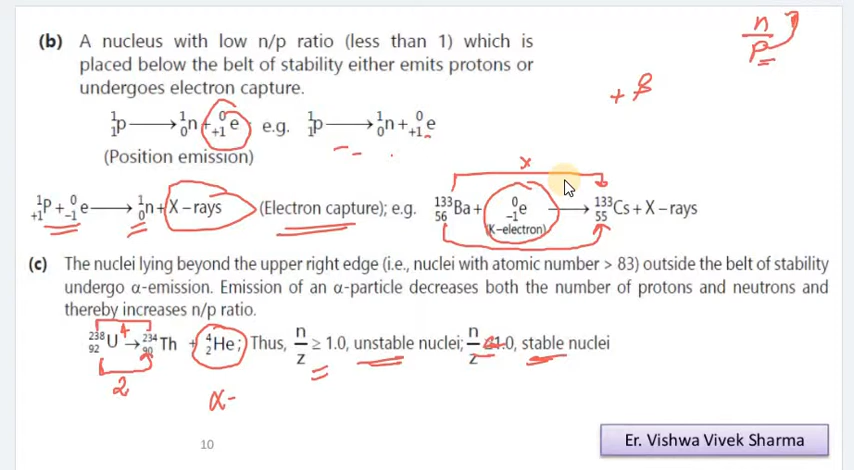 (b) A nucleus with low n/p ratio (less than 1) which is
placed below the belt of stability either emits protons or
undergoes electron capture.
n/p
+ β
¹₁p ⟶ ¹₀n + ⁰₊₁e e.g. ¹₁p ⟶ ¹₀n + ⁰₊₁e
(Position emission)
x
¹₊₁P + ⁰₋₁e ⟶ ¹₀n + X – rays (Electron capture); e.g. ¹³³₅₆Ba + ⁰₋₁e (K-electron) ⟶ ¹³³₅₅Cs + X – rays
(c) The nuclei lying beyond the upper right edge (i.e., nuclei with atomic number > 83) outside the belt of stability
undergo α-emission. Emission of an α-particle decreases both the number of protons and neutrons and
thereby increases n/p ratio.
4
²³⁸₉₂U → ²³⁴₉₀Th + ⁴₂He; Thus, n/z ≥ 1.0, unstable nuclei; n/z 1.0, stable nuclei
2
α-
10
Er. Vishwa Vivek Sharma